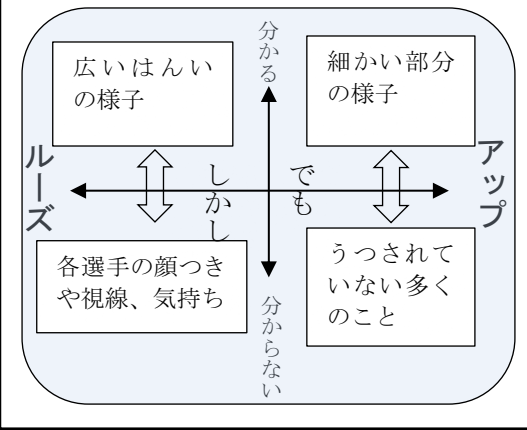 分かる
広いはんい
の様子
細かい部分
の様子
ルーズ
しかし
でも
アップ
各選手の顔つき
や視線、気持ち
うつされて
いない多く
のこと
分からない